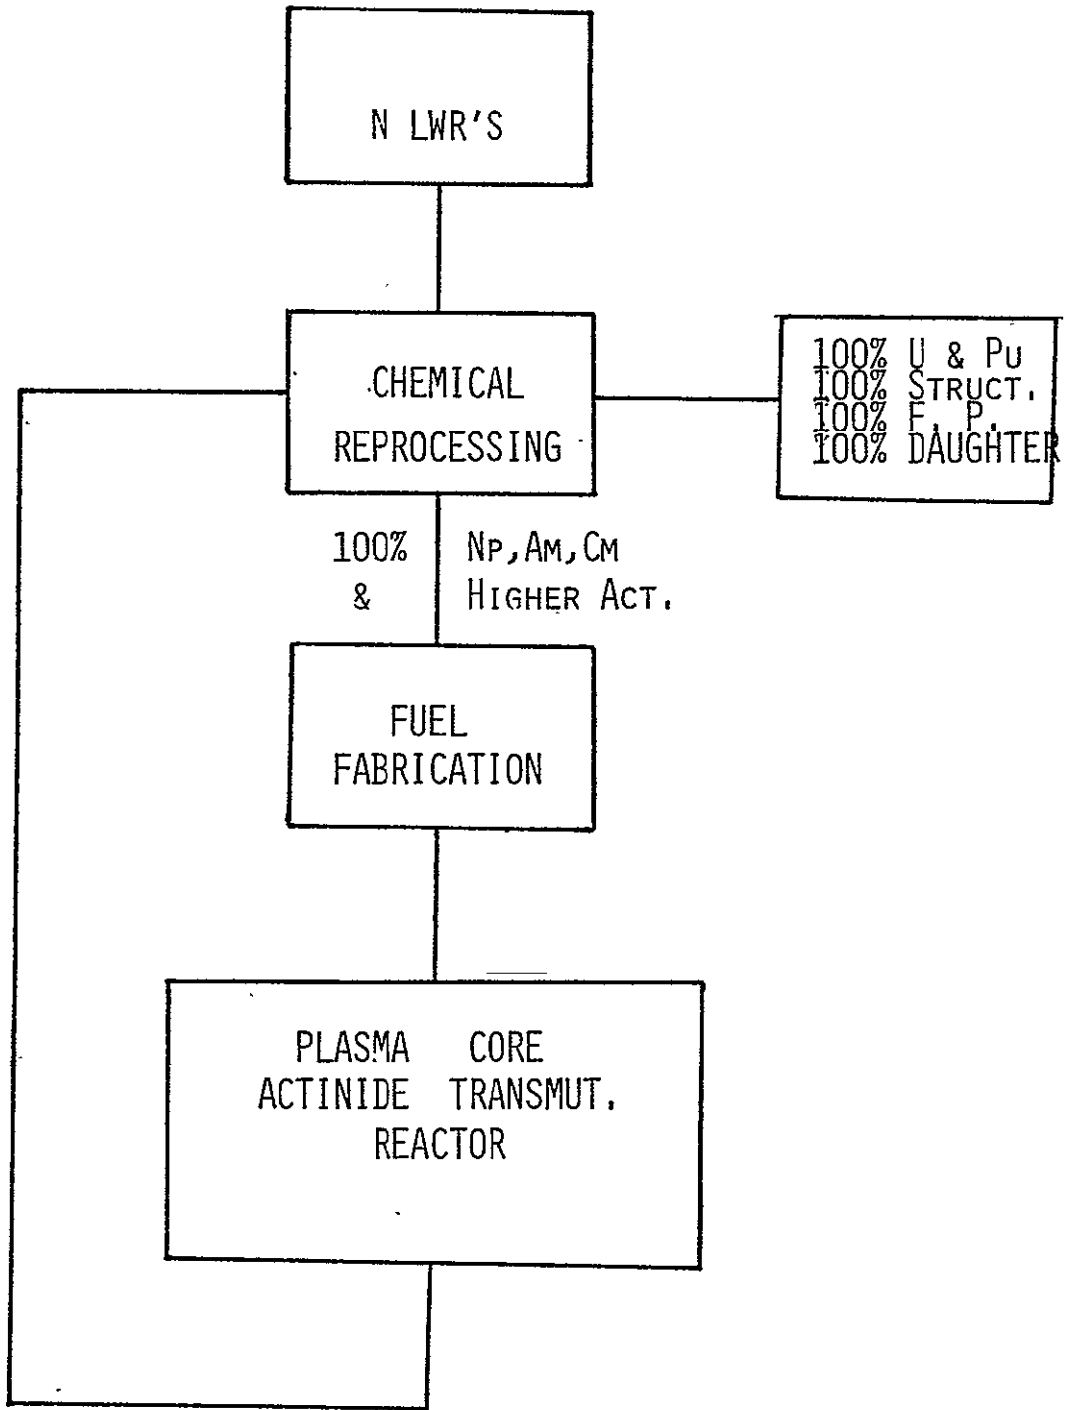 N LWR'S
CHEMICAL
REPROCESSING
100% U & Pu
100% STRUCT.
100% F. P.
100% DAUGHTER
100% NP,AM,CM
& HIGHER ACT.
FUEL
FABRICATION
PLASMA CORE
ACTINIDE TRANSMUT.
REACTOR